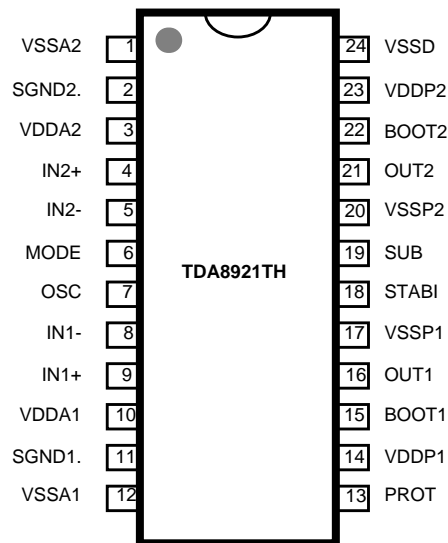 VSSA2 1 24 VSSD
SGND2. 2 23 VDDP2
VDDA2 3 22 BOOT2
IN2+ 4 21 OUT2
IN2- 5 20 VSSP2
MODE 6 19 SUB
TDA8921TH
OSC 7 18 STABI
IN1- 8 17 VSSP1
IN1+ 9 16 OUT1
VDDA1 10 15 BOOT1
SGND1. 11 14 VDDP1
VSSA1 12 13 PROT